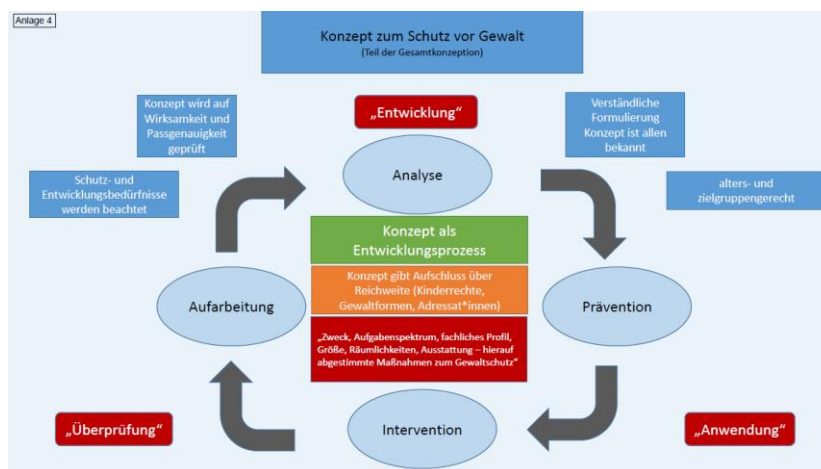 Anlage 4
Konzept zum Schutz vor Gewalt
(Teil der Gesamtkonzeption)
Konzept wird auf
Wirksamkeit und
Passgenauigkeit
geprüft
„Entwicklung“
Verständliche
Formulierung
Konzept ist allen
bekannt
Schutz- und
Entwicklungsbedürfnisse
werden beachtet
Analyse
alters- und
zielgruppengerecht
Konzept als
Entwicklungsprozess
Aufarbeitung
Konzept gibt Aufschluss über
Reichweite (Kinderrechte,
Gewaltformen, Adressat*innen)
Prävention
„Zweck, Aufgabenspektrum, fachliches Profil,
Größe, Räumlichkeiten, Ausstattung – hierauf
abgestimmte Maßnahmen zum Gewaltschutz“
„Überprüfung“
Intervention
„Anwendung“